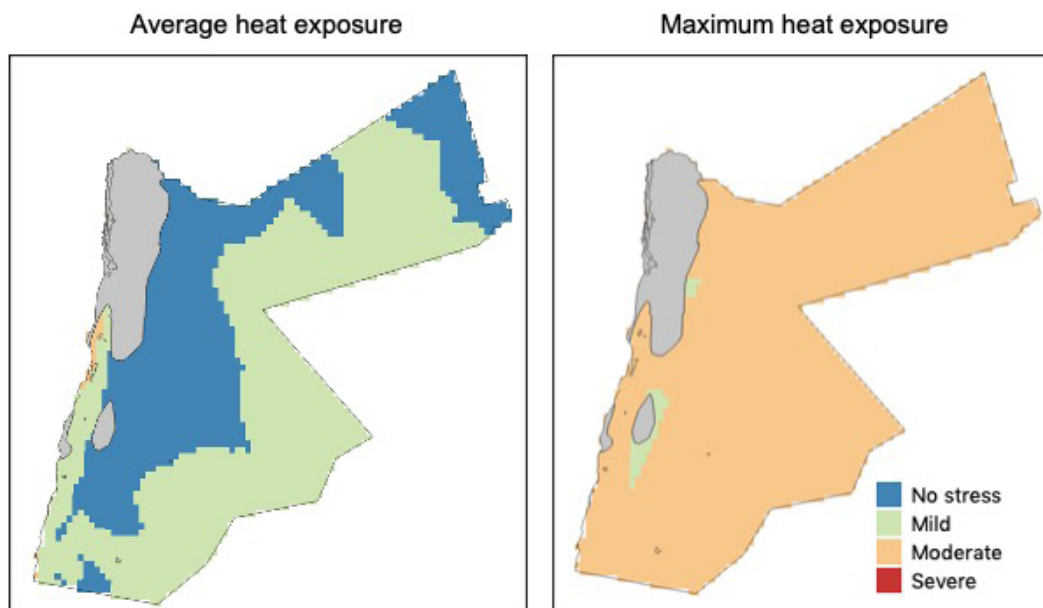 Average heat exposure
Maximum heat exposure
No stress
Mild
Moderate
Severe